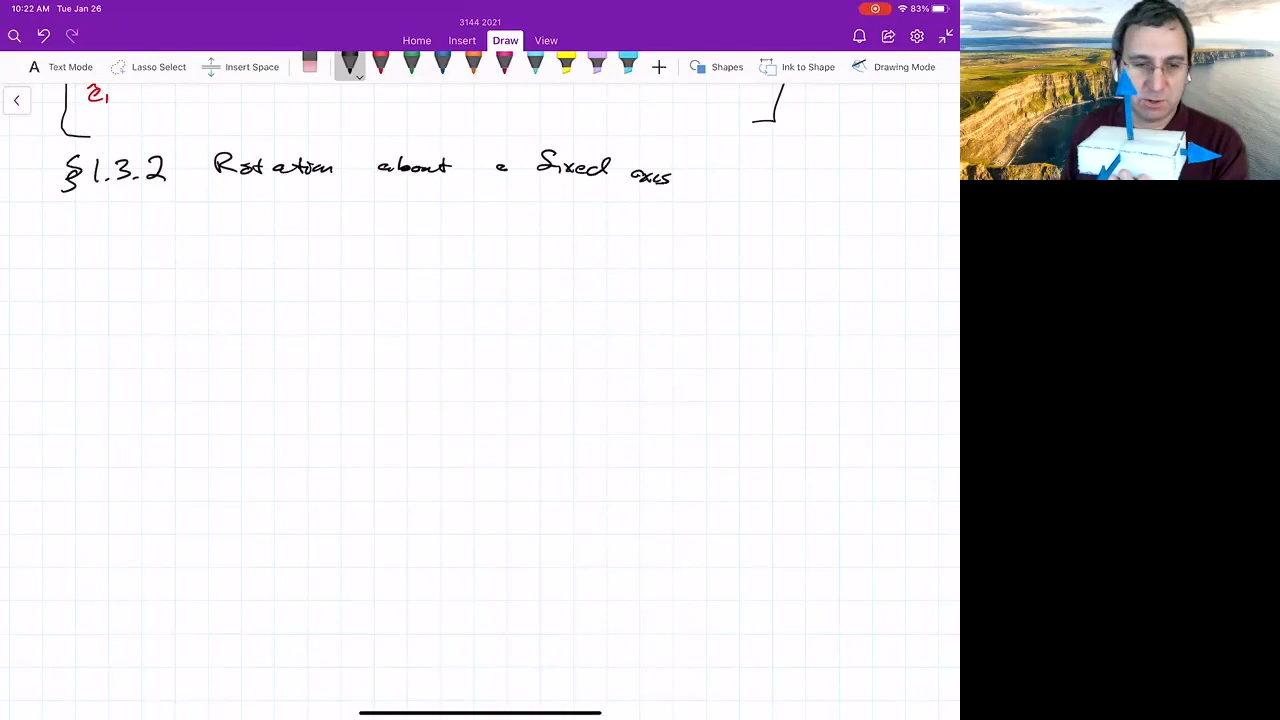 10:22 AM Tue Jan 26
83%
3144 2021
Home Insert Draw View
A Text Mode Lasso Select Insert Space Shapes Ink to Shape Drawing Mode
z₁
§1.3.2 Rotation about a fixed axis